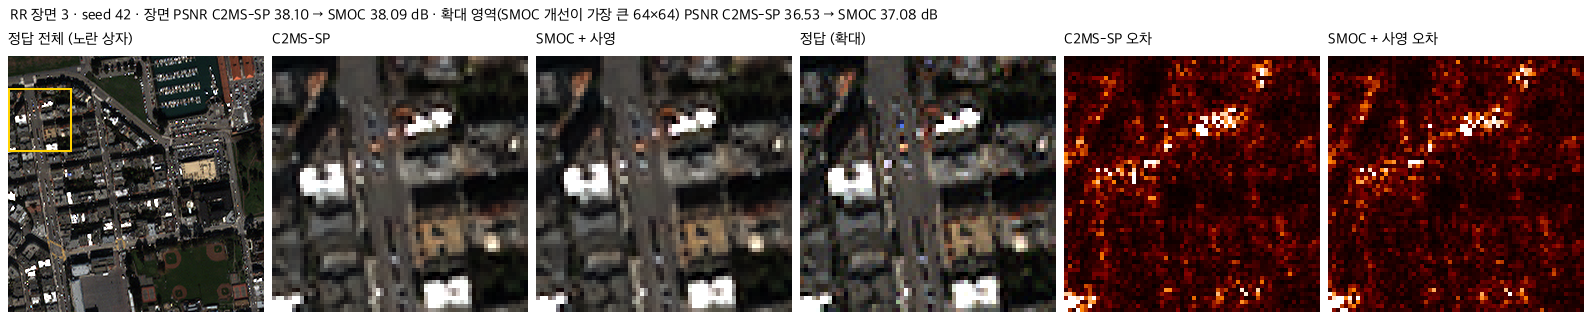 RR 장면 3 · seed 42 · 장면 PSNR C2MS-SP 38.10 → SMOC 38.09 dB · 확대 영역(SMOC 개선이 가장 큰 64×64) PSNR C2MS-SP 36.53 → SMOC 37.08 dB
정답 전체 (노란 상자)
C2MS-SP
SMOC + 사영
정답 (확대)
C2MS-SP 오차
SMOC + 사영 오차